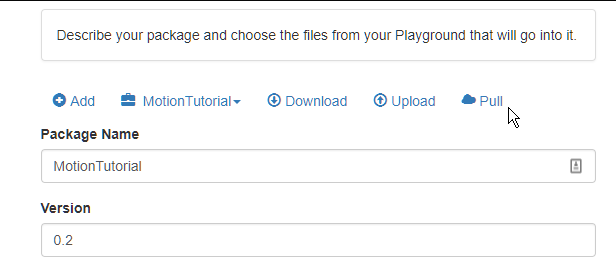 Describe your package and choose the files from your Playground that will go into it.
Add MotionTutorial Download Upload Pull
Package Name
MotionTutorial
Version
0.2